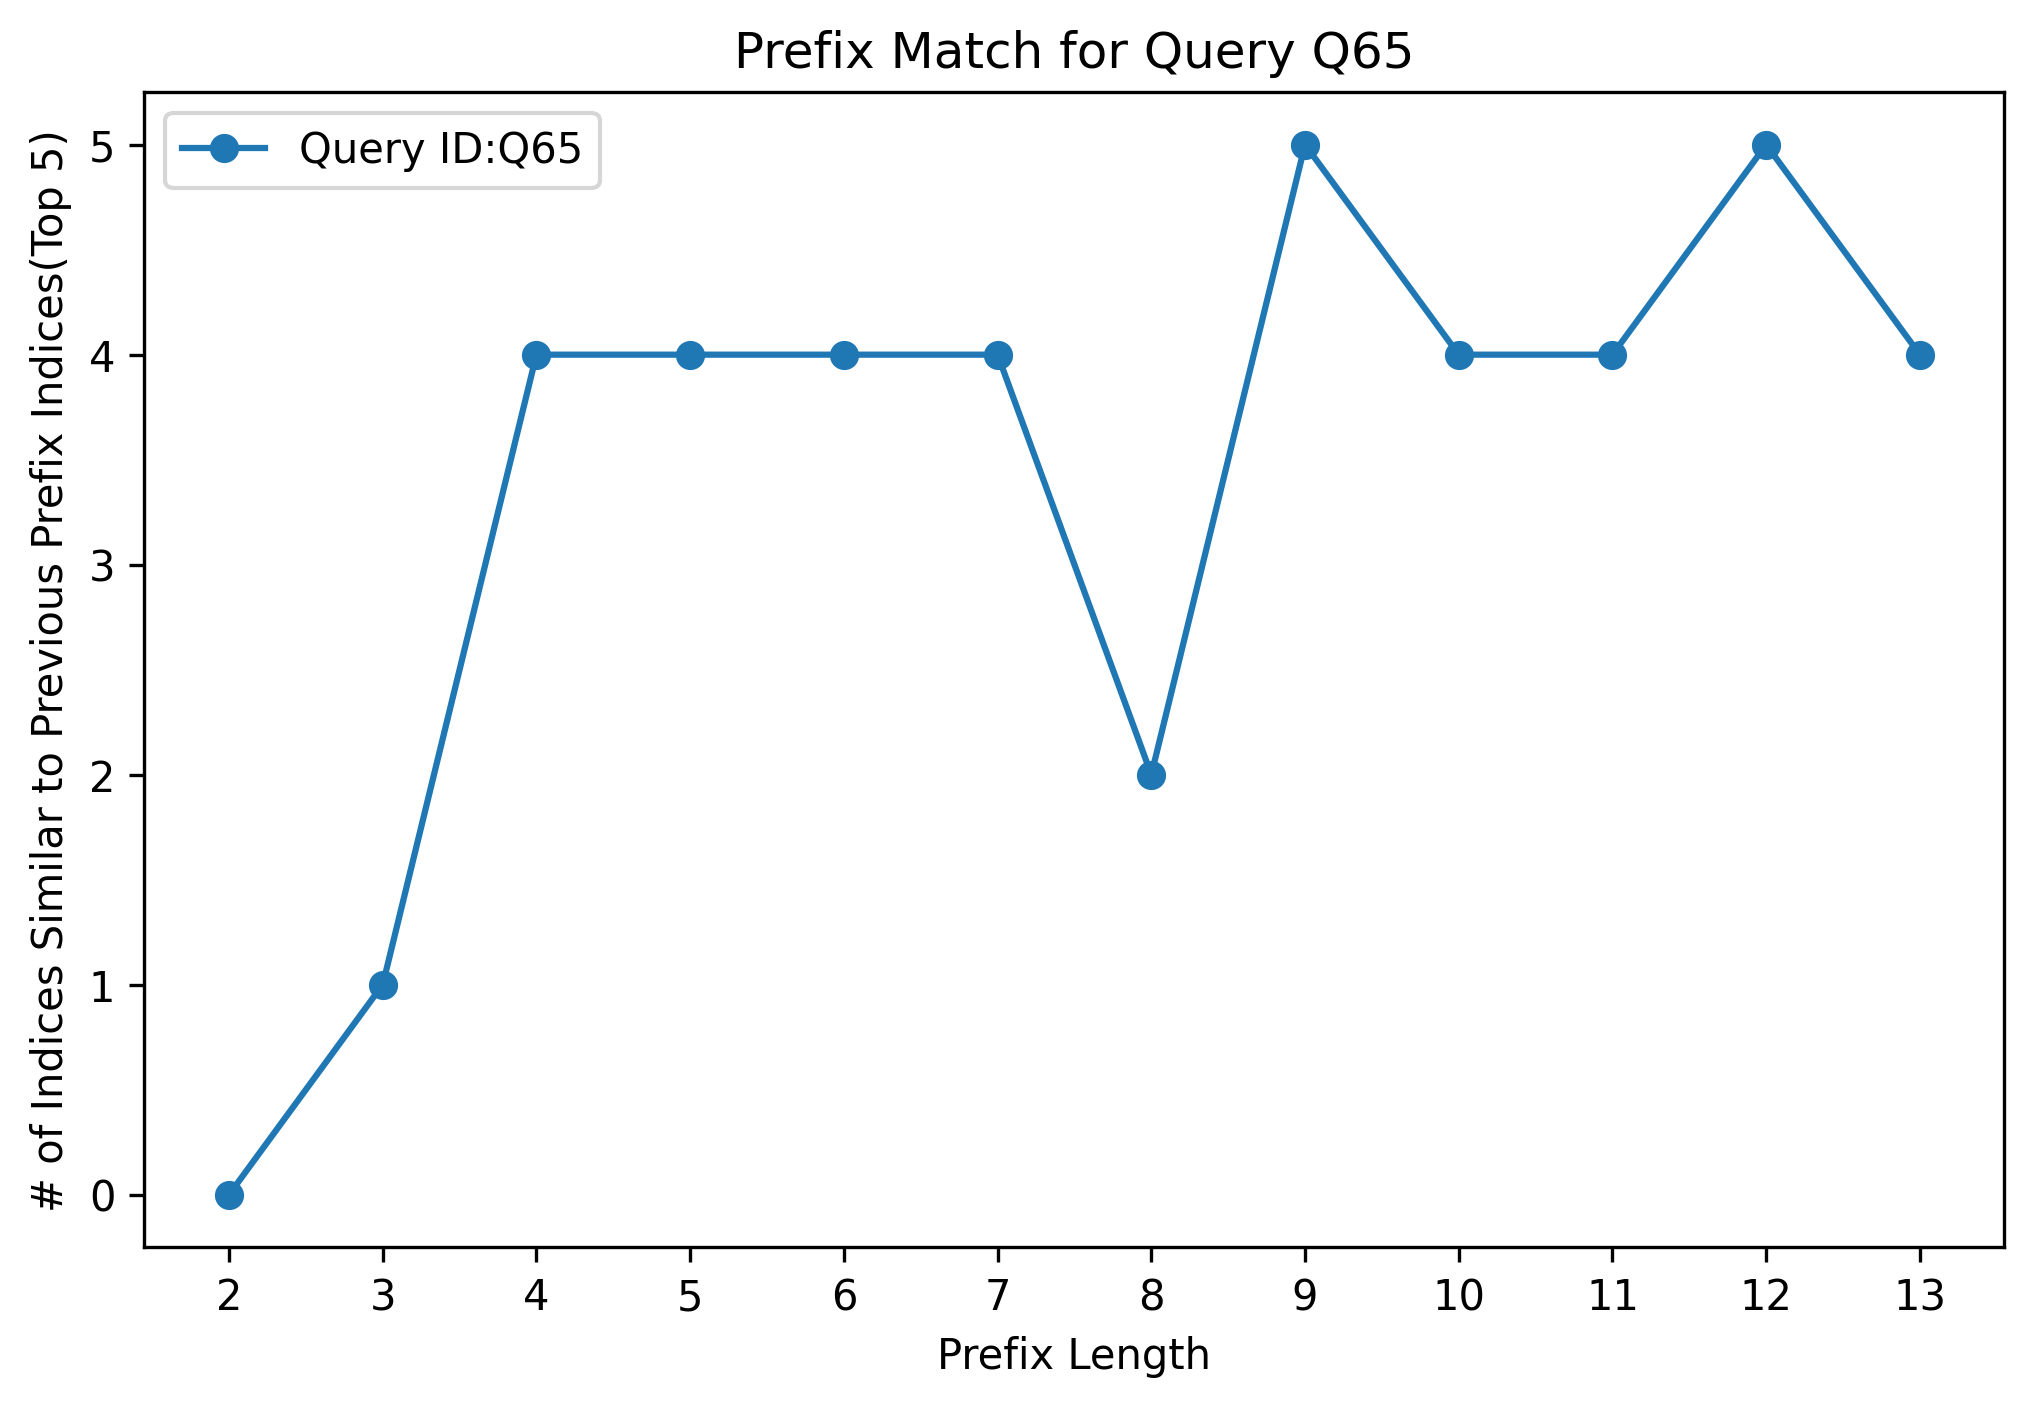 Prefix Match for Query Q65
Query ID:Q65
# of Indices Similar to Previous Prefix Indices(Top 5)
5
4
3
2
1
0
2 3 4 5 6 7 8 9 10 11 12 13
Prefix Length